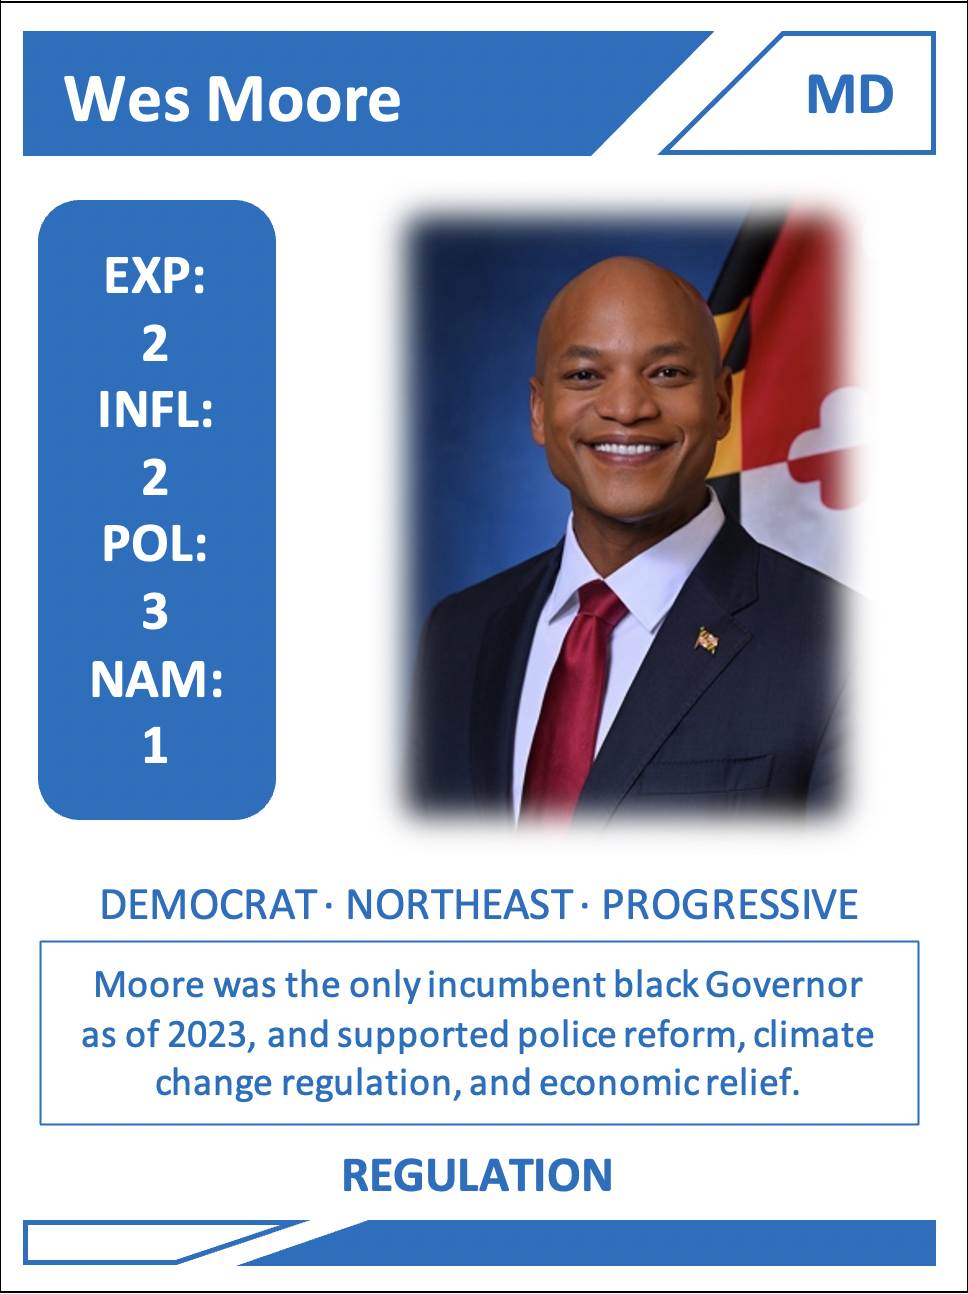 Wes Moore
MD
EXP:
2
INFL:
2
POL:
3
NAM:
1
DEMOCRAT · NORTHEAST · PROGRESSIVE
Moore was the only incumbent black Governor
as of 2023, and supported police reform, climate
change regulation, and economic relief.
REGULATION